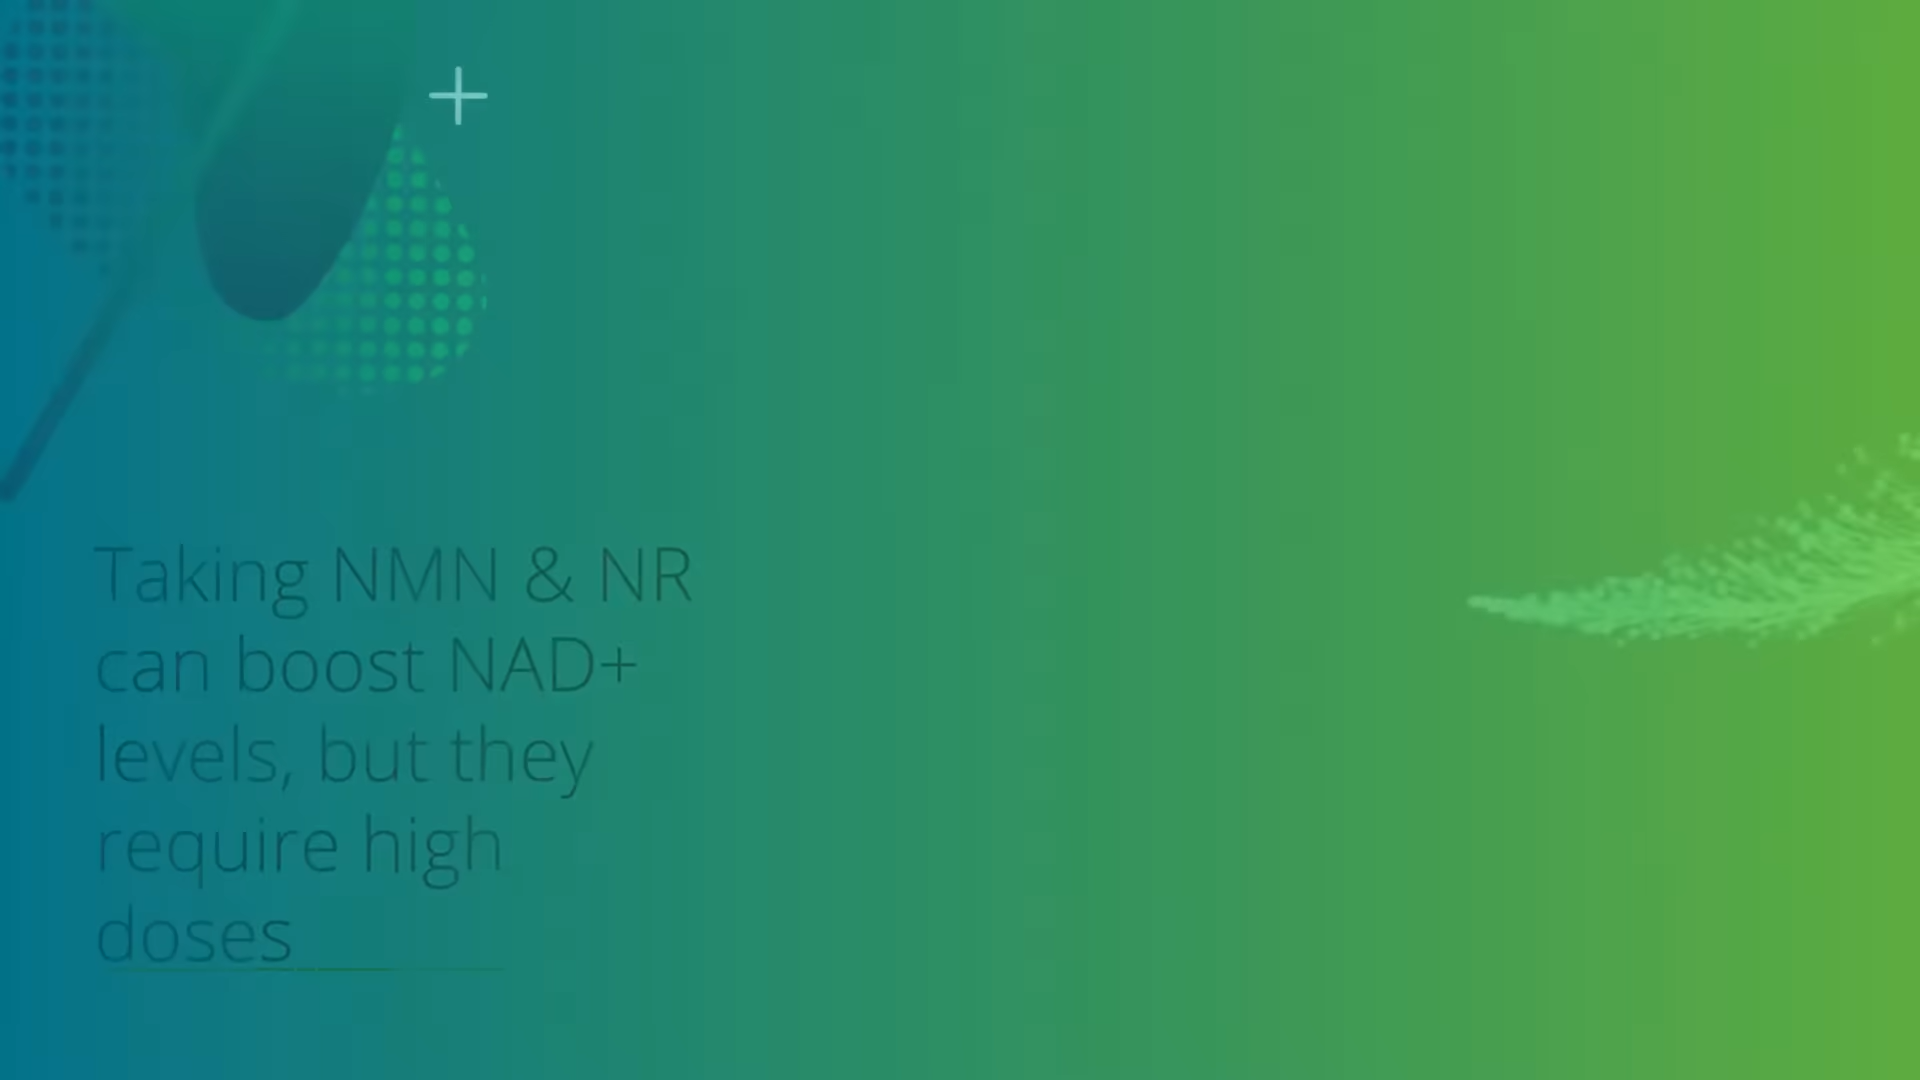 Taking NMN & NR
can boost NAD+
levels, but they
require high
doses